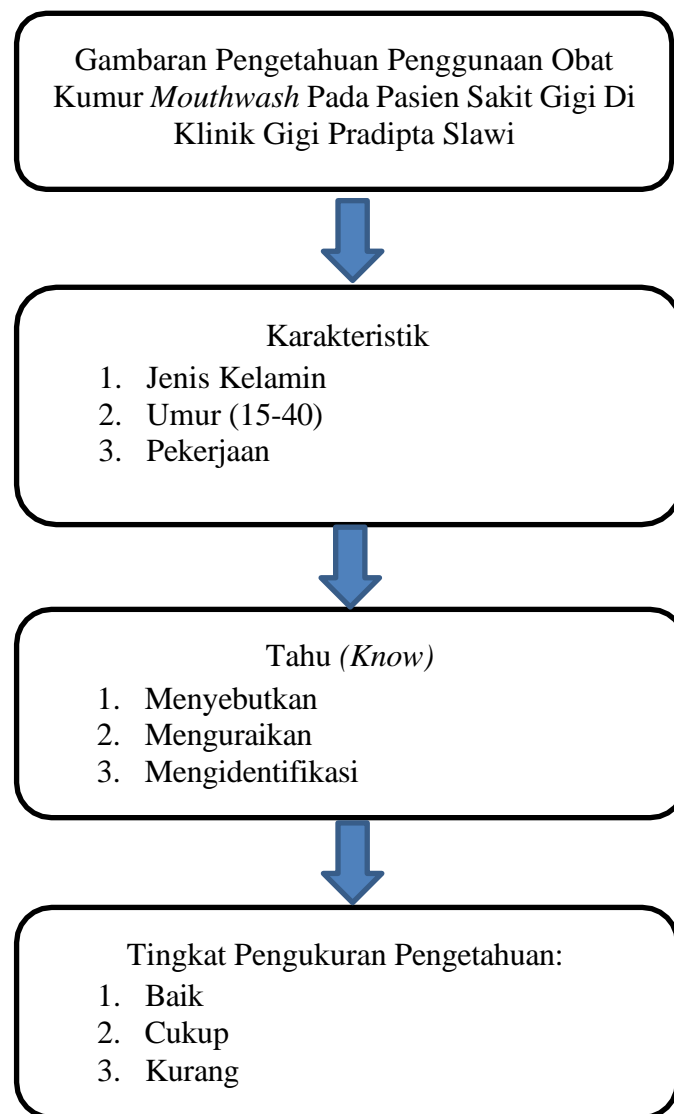 Gambaran Pengetahuan Penggunaan Obat
Kumur Mouthwash Pada Pasien Sakit Gigi Di
Klinik Gigi Pradipta Slawi
Karakteristik
1. Jenis Kelamin
2. Umur (15-40)
3. Pekerjaan
Tahu (Know)
1. Menyebutkan
2. Menguraikan
3. Mengidentifikasi
Tingkat Pengukuran Pengetahuan:
1. Baik
2. Cukup
3. Kurang